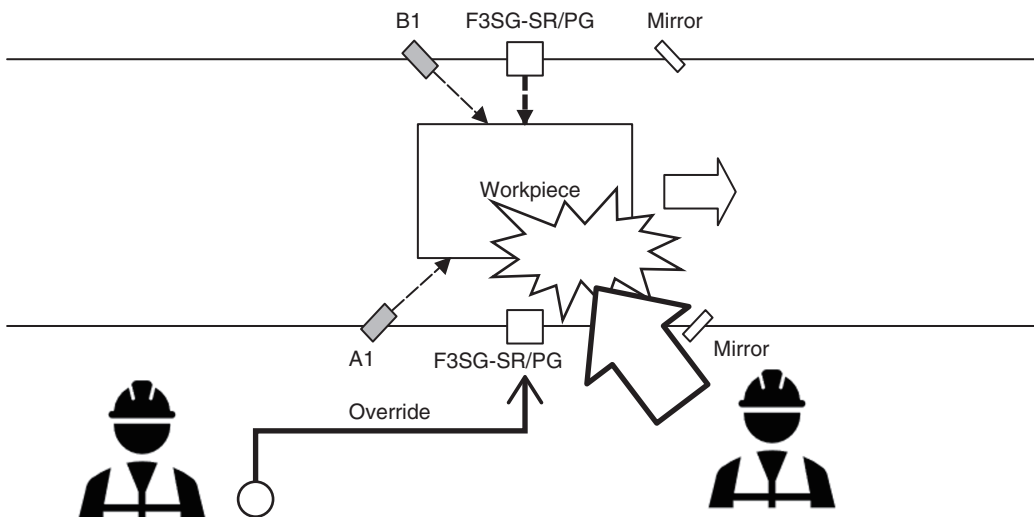 B1
F3SG-SR/PG
Mirror
Workpiece
A1
F3SG-SR/PG
Mirror
Override